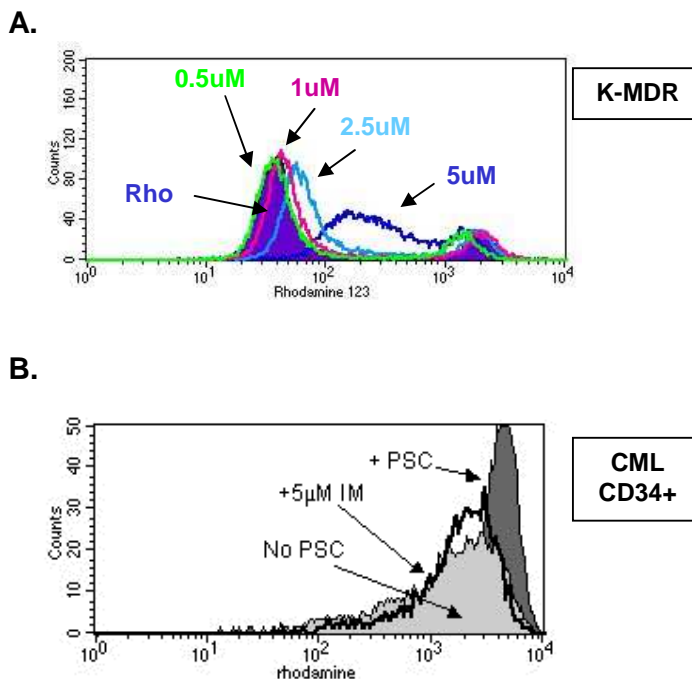 A.
200
160
120
80
40
0
Counts
0.5uM
1uM
2.5uM
5uM
Rho
10^0 10^1 10^2 10^3 10^4
Rhodamine 123
K-MDR
B.
50
40
30
20
10
0
Counts
+ PSC
+5µM IM
No PSC
10^0 10^1 10^2 10^3 10^4
rhodamine
CML
CD34+